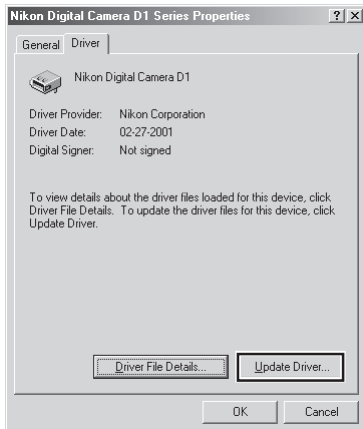 Nikon Digital Camera D1 Series Properties
General Driver
Nikon Digital Camera D1
Driver Provider: Nikon Corporation
Driver Date: 02-27-2001
Digital Signer: Not signed
To view details about the driver files loaded for this device, click
Driver File Details. To update the driver files for this device, click
Update Driver.
Driver File Details... Update Driver...
OK Cancel